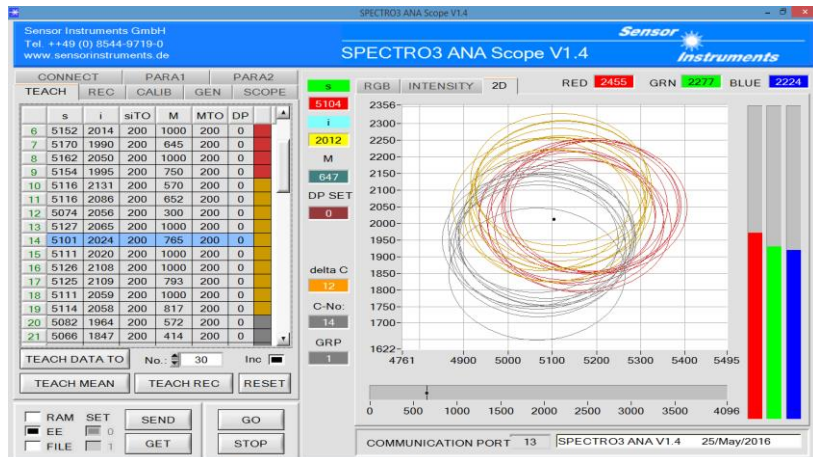 SPECTRO3 ANA Scope V1.4
Sensor Instruments GmbH
Tel. ++49 (0) 8544-9719-0
www.sensorinstruments.de
SPECTRO3 ANA Scope V1.4
Sensor
Instruments
CONNECT PARA1 PARA2
TEACH REC CALIB GEN SCOPE
s i siTO M MTO DP
6 5152 2014 200 1000 200 0
7 5170 1990 200 645 200 0
8 5162 2050 200 1000 200 0
9 5154 1995 200 750 200 0
10 5116 2131 200 570 200 0
11 5116 2086 200 652 200 0
12 5074 2056 200 300 200 0
13 5127 2065 200 1000 200 0
14 5101 2024 200 765 200 0
15 5111 2020 200 1000 200 0
16 5126 2108 200 1000 200 0
17 5125 2109 200 793 200 0
18 5111 2059 200 1000 200 0
19 5114 2058 200 817 200 0
20 5082 1964 200 572 200 0
21 5066 1847 200 414 200 0
TEACH DATA TO No.: 30 Inc
TEACH MEAN TEACH REC RESET
RAM SET SEND GO
EE 0
FILE 1 GET STOP
s
5104
i
2012
M
647
DP SET
0
delta C
12
C-No:
14
GRP
1
RGB INTENSITY 2D RED 2455 GRN 2277 BLUE 2224
2356
2300
2250
2200
2150
2100
2050
2000
1950
1900
1850
1800
1750
1700
1622
4761 4900 5000 5100 5200 5300 5400 5495
0 500 1000 1500 2000 2500 3000 3500 4096
COMMUNICATION PORT 13 SPECTRO3 ANA V1.4 25/May/2016